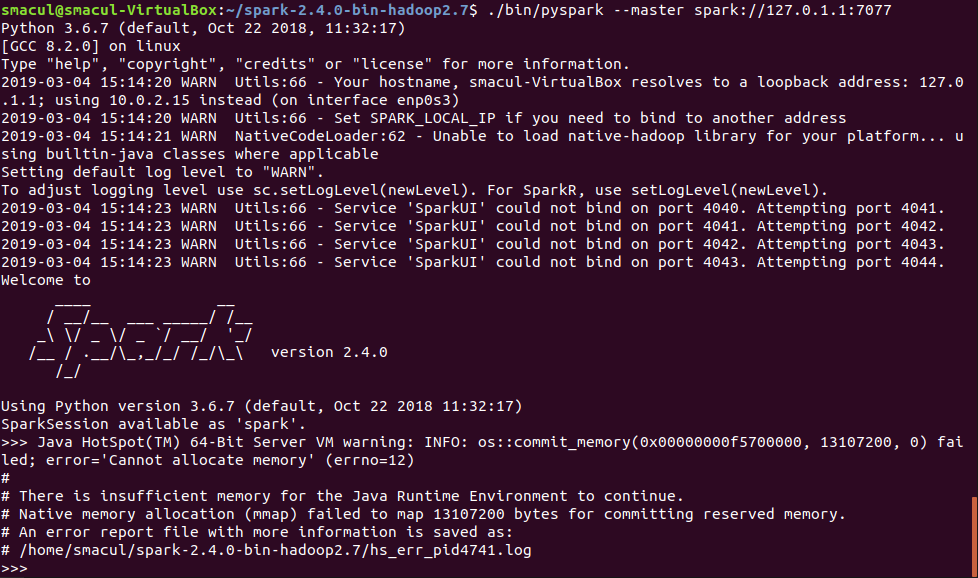 smacul@smacul-VirtualBox:~/spark-2.4.0-bin-hadoop2.7$ ./bin/pyspark --master spark://127.0.1.1:7077
Python 3.6.7 (default, Oct 22 2018, 11:32:17)
[GCC 8.2.0] on linux
Type "help", "copyright", "credits" or "license" for more information.
2019-03-04 15:14:20 WARN  Utils:66 - Your hostname, smacul-VirtualBox resolves to a loopback address: 127.0
.1.1; using 10.0.2.15 instead (on interface enp0s3)
2019-03-04 15:14:20 WARN  Utils:66 - Set SPARK_LOCAL_IP if you need to bind to another address
2019-03-04 15:14:21 WARN  NativeCodeLoader:62 - Unable to load native-hadoop library for your platform... u
sing builtin-java classes where applicable
Setting default log level to "WARN".
To adjust logging level use sc.setLogLevel(newLevel). For SparkR, use setLogLevel(newLevel).
2019-03-04 15:14:23 WARN  Utils:66 - Service 'SparkUI' could not bind on port 4040. Attempting port 4041.
2019-03-04 15:14:23 WARN  Utils:66 - Service 'SparkUI' could not bind on port 4041. Attempting port 4042.
2019-03-04 15:14:23 WARN  Utils:66 - Service 'SparkUI' could not bind on port 4042. Attempting port 4043.
2019-03-04 15:14:23 WARN  Utils:66 - Service 'SparkUI' could not bind on port 4043. Attempting port 4044.
Welcome to
      ____              __
     / __/__  ___ _____/ /__
    _\ \/ _ \/ _ `/ __/  '_/
   /__ / .__/\_,_/_/ /_/\_\   version 2.4.0
      /_/
Using Python version 3.6.7 (default, Oct 22 2018 11:32:17)
SparkSession available as 'spark'.
>>> Java HotSpot(TM) 64-Bit Server VM warning: INFO: os::commit_memory(0x00000000f5700000, 13107200, 0) fai
led; error='Cannot allocate memory' (errno=12)
#
# There is insufficient memory for the Java Runtime Environment to continue.
# Native memory allocation (mmap) failed to map 13107200 bytes for committing reserved memory.
# An error report file with more information is saved as:
# /home/smacul/spark-2.4.0-bin-hadoop2.7/hs_err_pid4741.log
>>>